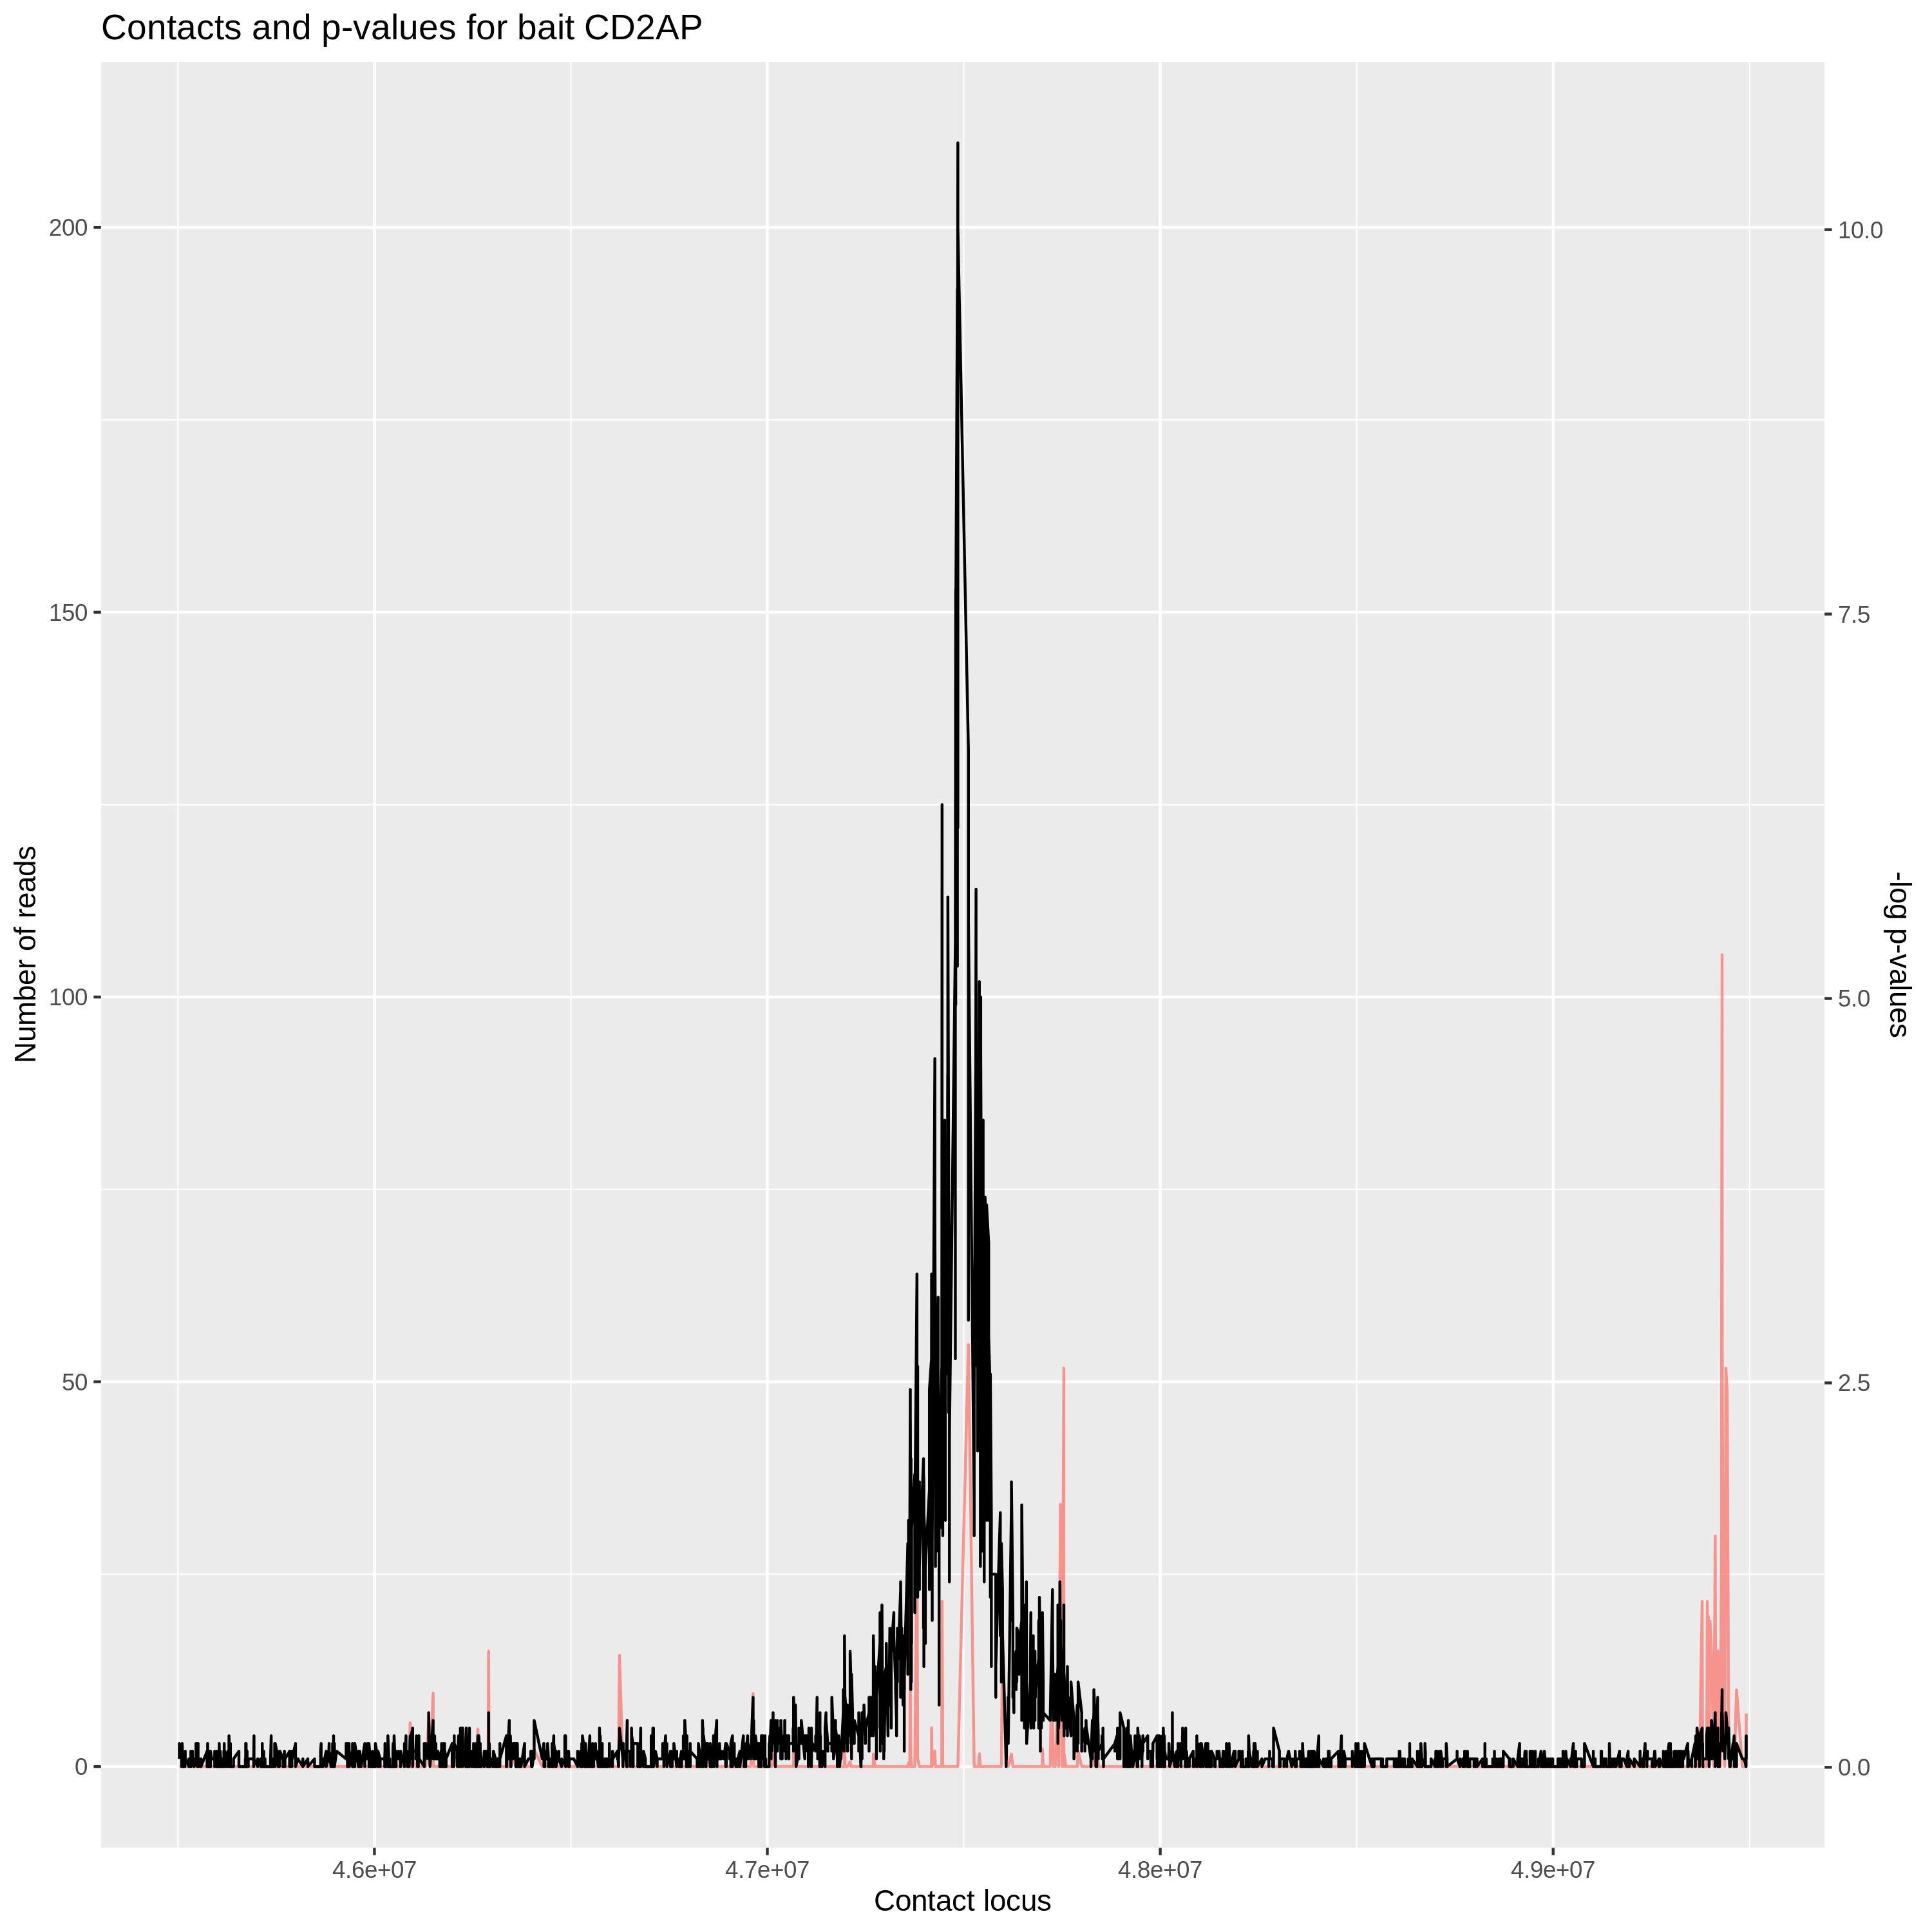 Contacts and p-values for bait CD2AP
200
150
100
50
0
10.0
7.5
5.0
2.5
0.0
Number of reads
-log p-values
4.6e+07 4.7e+07 4.8e+07 4.9e+07
Contact locus